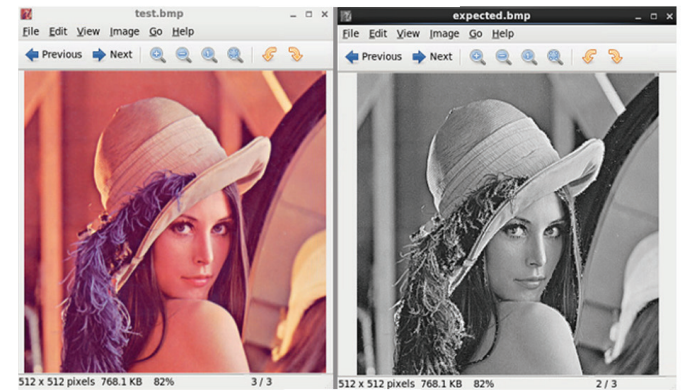 test.bmp
File Edit View Image Go Help
Previous Next
512 x 512 pixels 768.1 KB 82% 3 / 3
expected.bmp
File Edit View Image Go Help
Previous Next
512 x 512 pixels 768.1 KB 82% 2 / 3